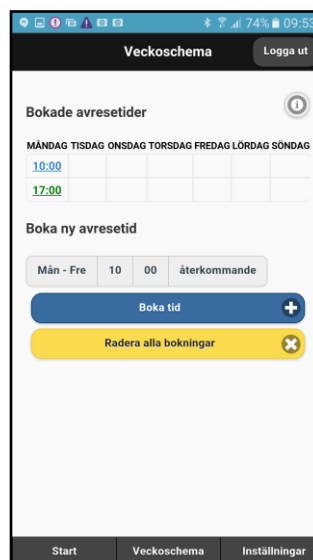 74% 09:53
Veckoschema
Logga ut
Bokade avresetider
MÅNDAG TISDAG ONSDAG TORSDAG FREDAG LÖRDAG SÖNDAG
10:00
17:00
Boka ny avresetid
Mån - Fre 10 00 återkommande
Boka tid
Radera alla bokningar
Start Veckoschema Inställningar